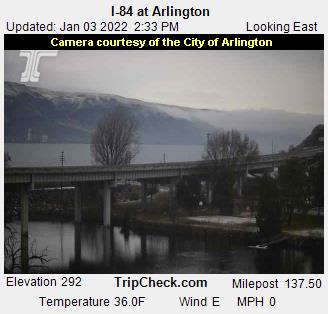 I-84 at Arlington
Updated: Jan 03 2022 2:33 PM Looking East
Camera courtesy of the City of Arlington
Elevation 292 TripCheck.com Milepost 137.50
Temperature 36.0F Wind E MPH 0